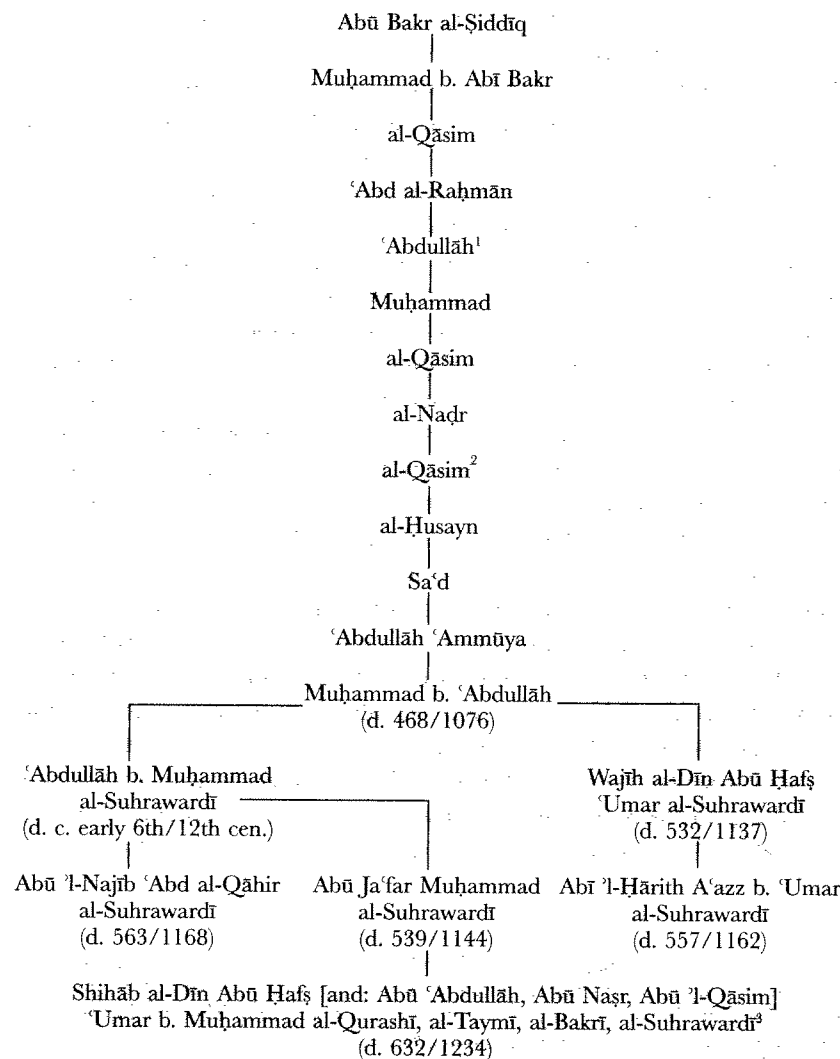 Abū Bakr al-Ṣiddīq
Muḥammad b. Abī Bakr
al-Qāsim
ʿAbd al-Raḥmān
ʿAbdullāh¹
Muḥammad
al-Qāsim
al-Naḍr
al-Qāsim²
al-Ḥusayn
Saʿd
ʿAbdullāh ʿAmmūya
Muḥammad b. ʿAbdullāh
(d. 468/1076)
ʿAbdullāh b. Muḥammad
al-Suhrawardī
(d. c. early 6th/12th cen.)
Wajīh al-Dīn Abū Ḥafṣ
ʿUmar al-Suhrawardī
(d. 532/1137)
Abū ʾl-Najīb ʿAbd al-Qāhir
al-Suhrawardī
(d. 563/1168)
Abū Jaʿfar Muḥammad
al-Suhrawardī
(d. 539/1144)
Abī ʾl-Ḥārith Aʿazz b. ʿUmar
al-Suhrawardī
(d. 557/1162)
Shihāb al-Dīn Abū Ḥafṣ [and: Abū ʿAbdullāh, Abū Naṣr, Abū ʾl-Qāsim]
ʿUmar b. Muḥammad al-Qurashī, al-Taymī, al-Bakrī, al-Suhrawardī³
(d. 632/1234)